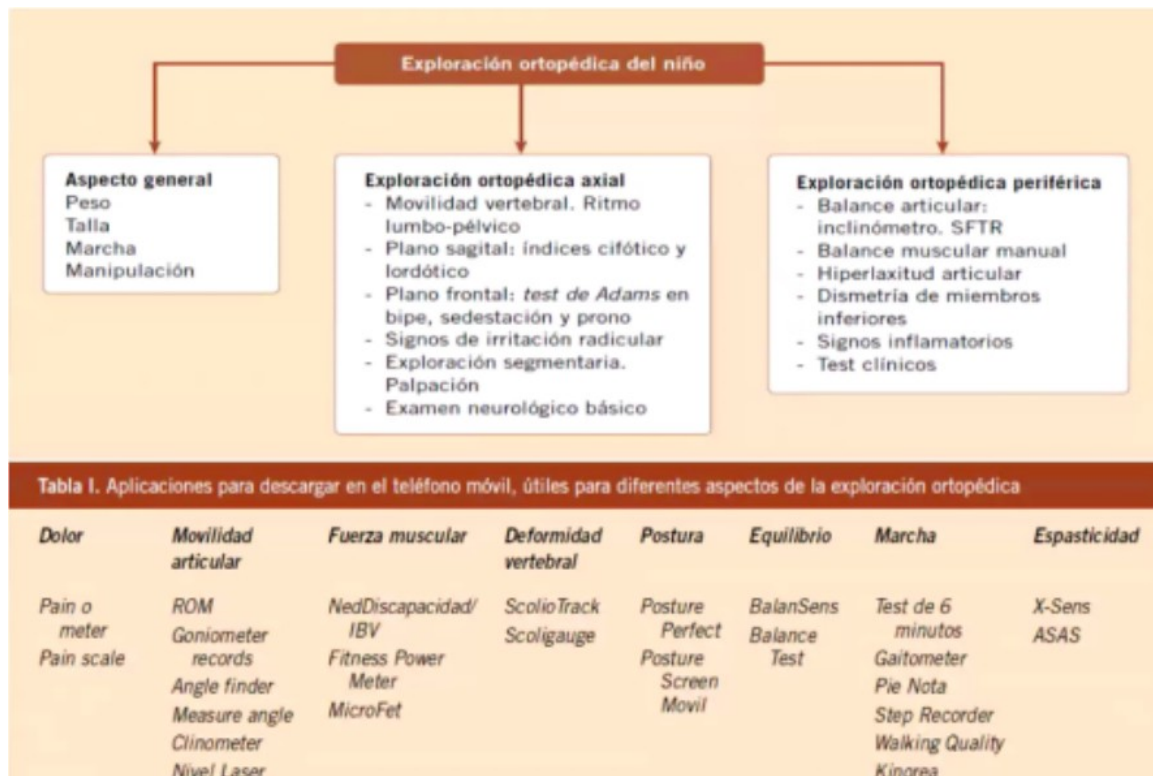 Exploración ortopédica del niño
Aspecto general
Peso
Talla
Marcha
Manipulación
Exploración ortopédica axial
- Movilidad vertebral. Ritmo
lumbo-pélvico
- Plano sagital: índices cifótico y
lordótico
- Plano frontal: test de Adams en
bipe, sedestación y prono
- Signos de irritación radicular
- Exploración segmentaria.
Palpación
- Examen neurológico básico
Exploración ortopédica periférica
- Balance articular:
inclinómetro. SFTR
- Balance muscular manual
- Hiperlaxitud articular
- Dismetría de miembros
inferiores
- Signos inflamatorios
- Test clínicos
Tabla I. Aplicaciones para descargar en el teléfono móvil, útiles para diferentes aspectos de la exploración ortopédica
Dolor
Pain o
meter
Pain scale
Movilidad
articular
ROM
Goniometer
records
Angle finder
Measure angle
Clinometer
Nivel Laser
Fuerza muscular
NedDiscapacidad/
IBV
Fitness Power
Meter
MicroFet
Deformidad
vertebral
ScolioTrack
Scoligauge
Postura
Posture
Perfect
Posture
Screen
Movil
Equilibrio
BalanSens
Balance
Test
Marcha
Test de 6
minutos
Gaitometer
Pie Nota
Step Recorder
Walking Quality
Kinorea
Espasticidad
X-Sens
ASAS